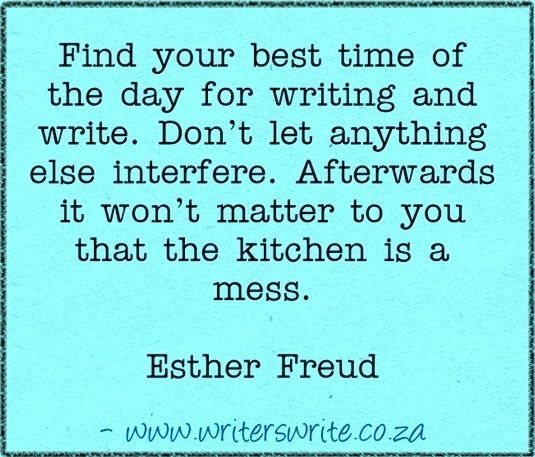 Find your best time of
the day for writing and
write. Don't let anything
else interfere. Afterwards
it won't matter to you
that the kitchen is a
mess.
Esther Freud
- www.writerswrite.co.za